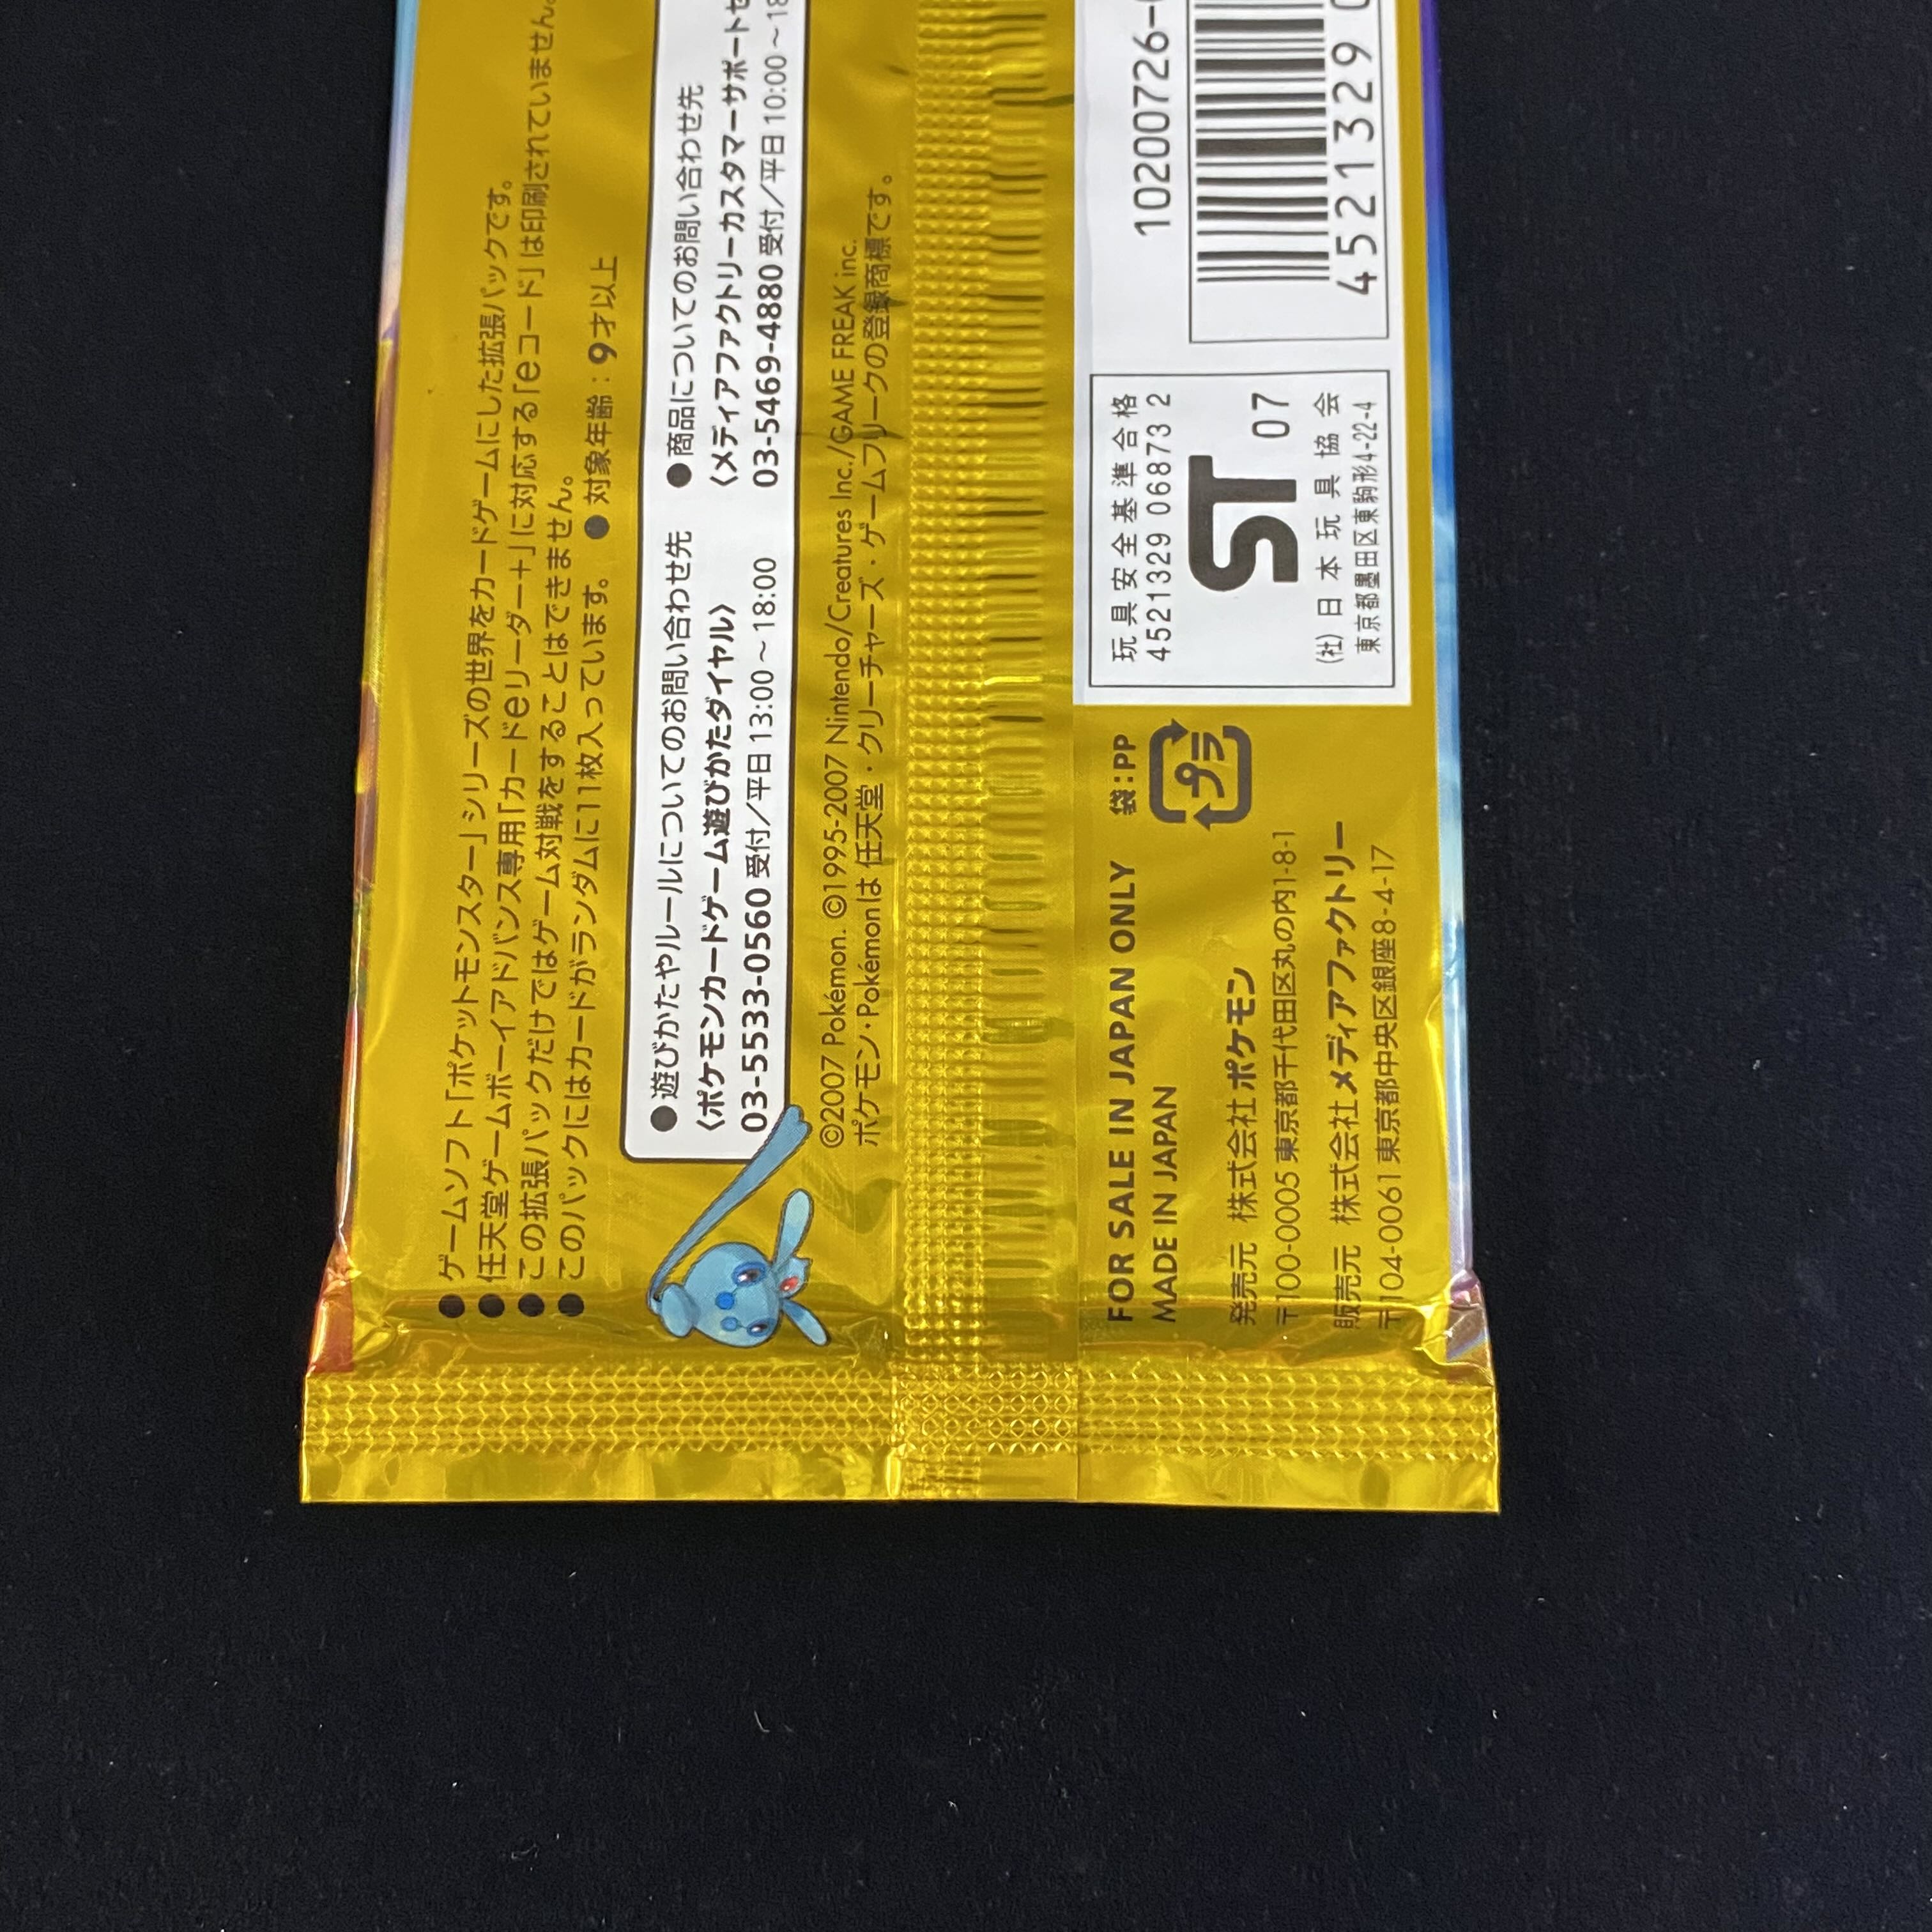 ●ゲームソフト「ポケットモンスター」シリーズの世界をカードゲームにした拡張パックです。
●任天堂ゲームボーイアドバンス専用「カードeリーダー+」に対応する「eコード」は印刷されていません。
●この拡張パックだけではゲーム対戦をすることはできません。
●このパックにはカードがランダムに11枚入っています。 ●対象年齢:9才以上
●遊びかたやルールについてのお問い合わせ先
〈ポケモンカードゲーム遊びかたダイヤル〉
03-5533-0560 受付/平日13:00~18:00
●商品についてのお問い合わせ先
〈メディアファクトリーカスタマーサポートセ
03-5469-4880 受付/平日10:00~18
©2007 Pokémon. ©1995-2007 Nintendo/Creatures Inc./GAME FREAK inc.
ポケモン・Pokémonは 任天堂・クリーチャーズ・ゲームフリークの登録商標です。
FOR SALE IN JAPAN ONLY
MADE IN JAPAN
袋:PP
プラ
発売元 株式会社ポケモン
〒100-0005 東京都千代田区丸の内1-8-1
販売元 株式会社メディアファクトリー
〒104-0061 東京都中央区銀座8-4-17
玩具安全基準合格
4521329 06873 2
ST 07
(社)日本玩具協会
東京都墨田区東駒形4-22-4
10200726-
4521329 0